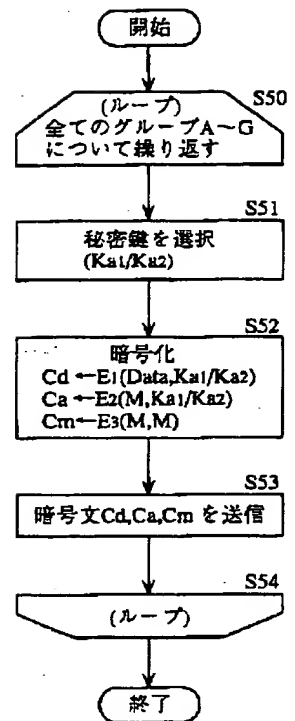 開始
S50
(ループ)
全てのグループA〜G
について繰り返す
S51
秘密鍵を選択
(Ka1/Ka2)
S52
暗号化
Cd ←E1(Data,Ka1/Ka2)
Ca ←E2(M,Ka1/Ka2)
Cm←E3(M,M)
S53
暗号文Cd,Ca,Cm を送信
S54
(ループ)
終了